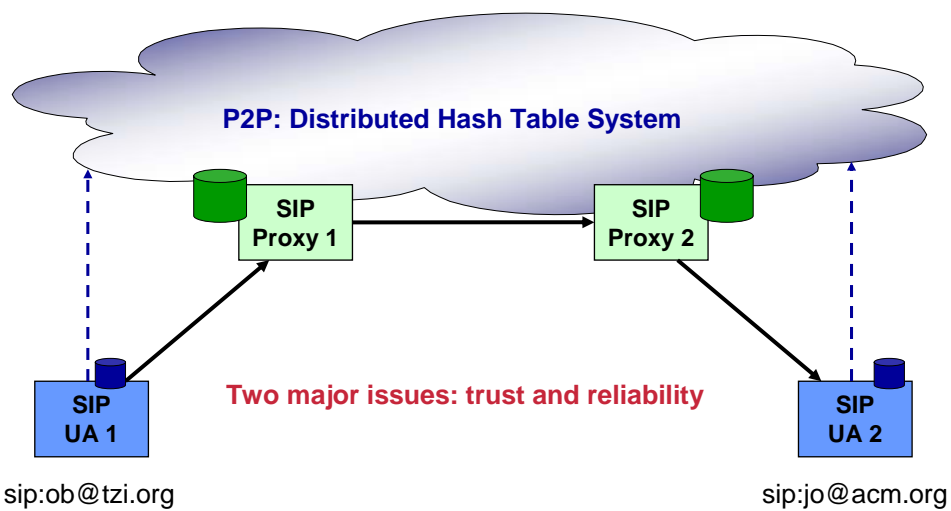 P2P: Distributed Hash Table System
SIP
Proxy 1
SIP
Proxy 2
Two major issues: trust and reliability
SIP
UA 1
SIP
UA 2
sip:ob@tzi.org
sip:jo@acm.org